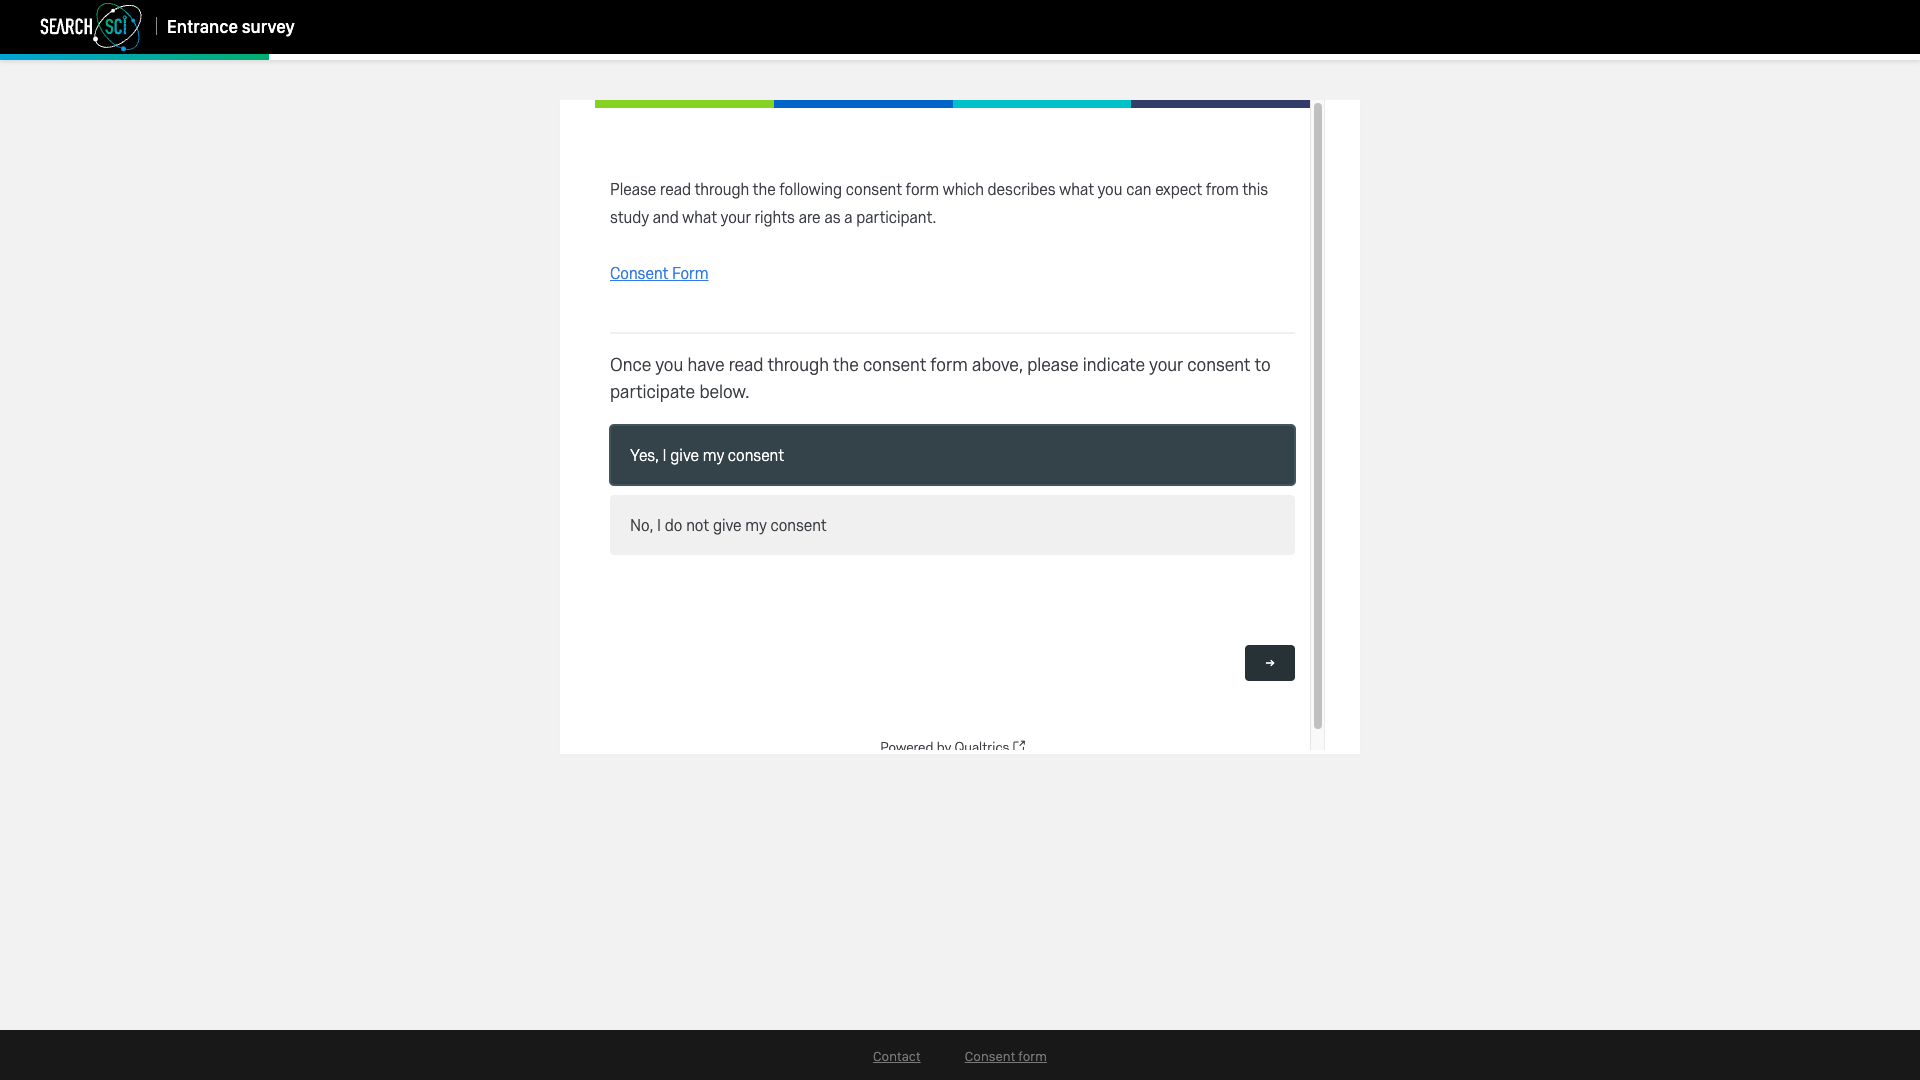 SEARCH SCI Entrance survey
Please read through the following consent form which describes what you can expect from this
study and what your rights are as a participant.
Consent Form
Once you have read through the consent form above, please indicate your consent to
participate below.
Yes, I give my consent
No, I do not give my consent
Powered by Qualtrics
Contact Consent form